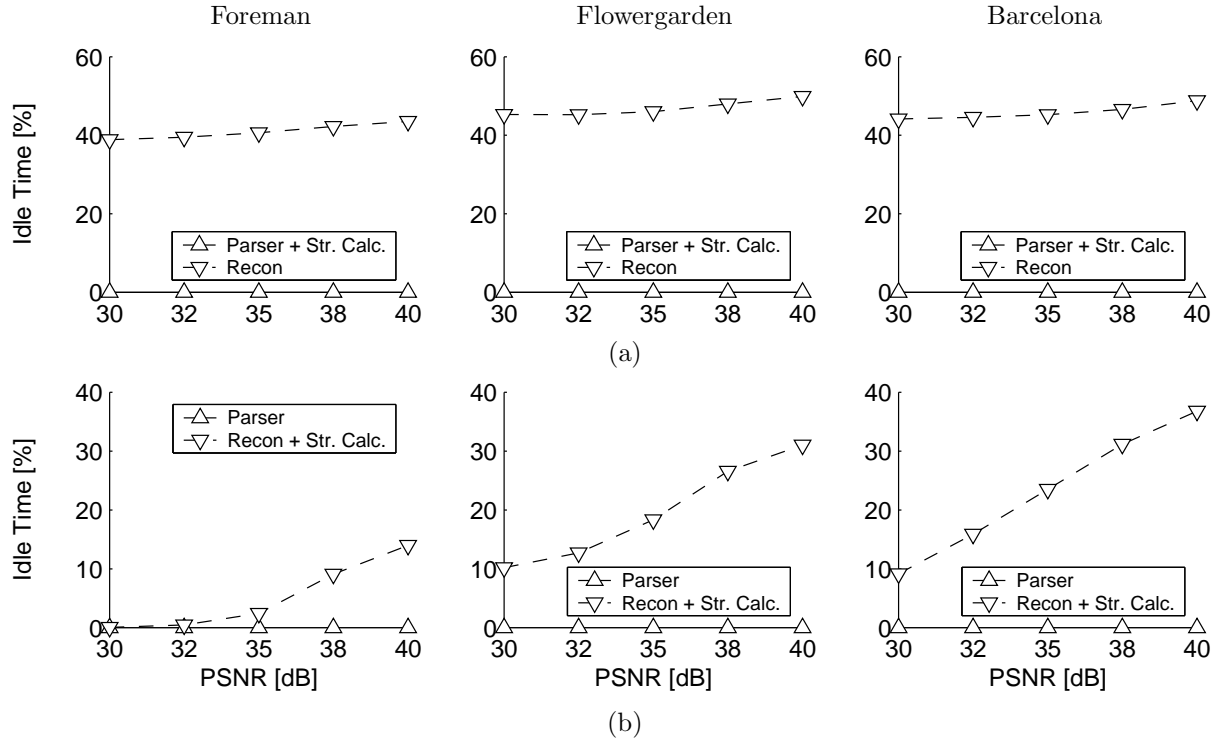 Foreman
Flowergarden
Barcelona
Idle Time [%]
60
40
20
0
30 32 35 38 40
Parser + Str. Calc.
Recon
60
40
20
0
30 32 35 38 40
Parser + Str. Calc.
Recon
60
40
20
0
30 32 35 38 40
Parser + Str. Calc.
Recon
(a)
Idle Time [%]
40
30
20
10
0
30 32 35 38 40
PSNR [dB]
Parser
Recon + Str. Calc.
40
30
20
10
0
30 32 35 38 40
PSNR [dB]
Parser
Recon + Str. Calc.
40
30
20
10
0
30 32 35 38 40
PSNR [dB]
Parser
Recon + Str. Calc.
(b)